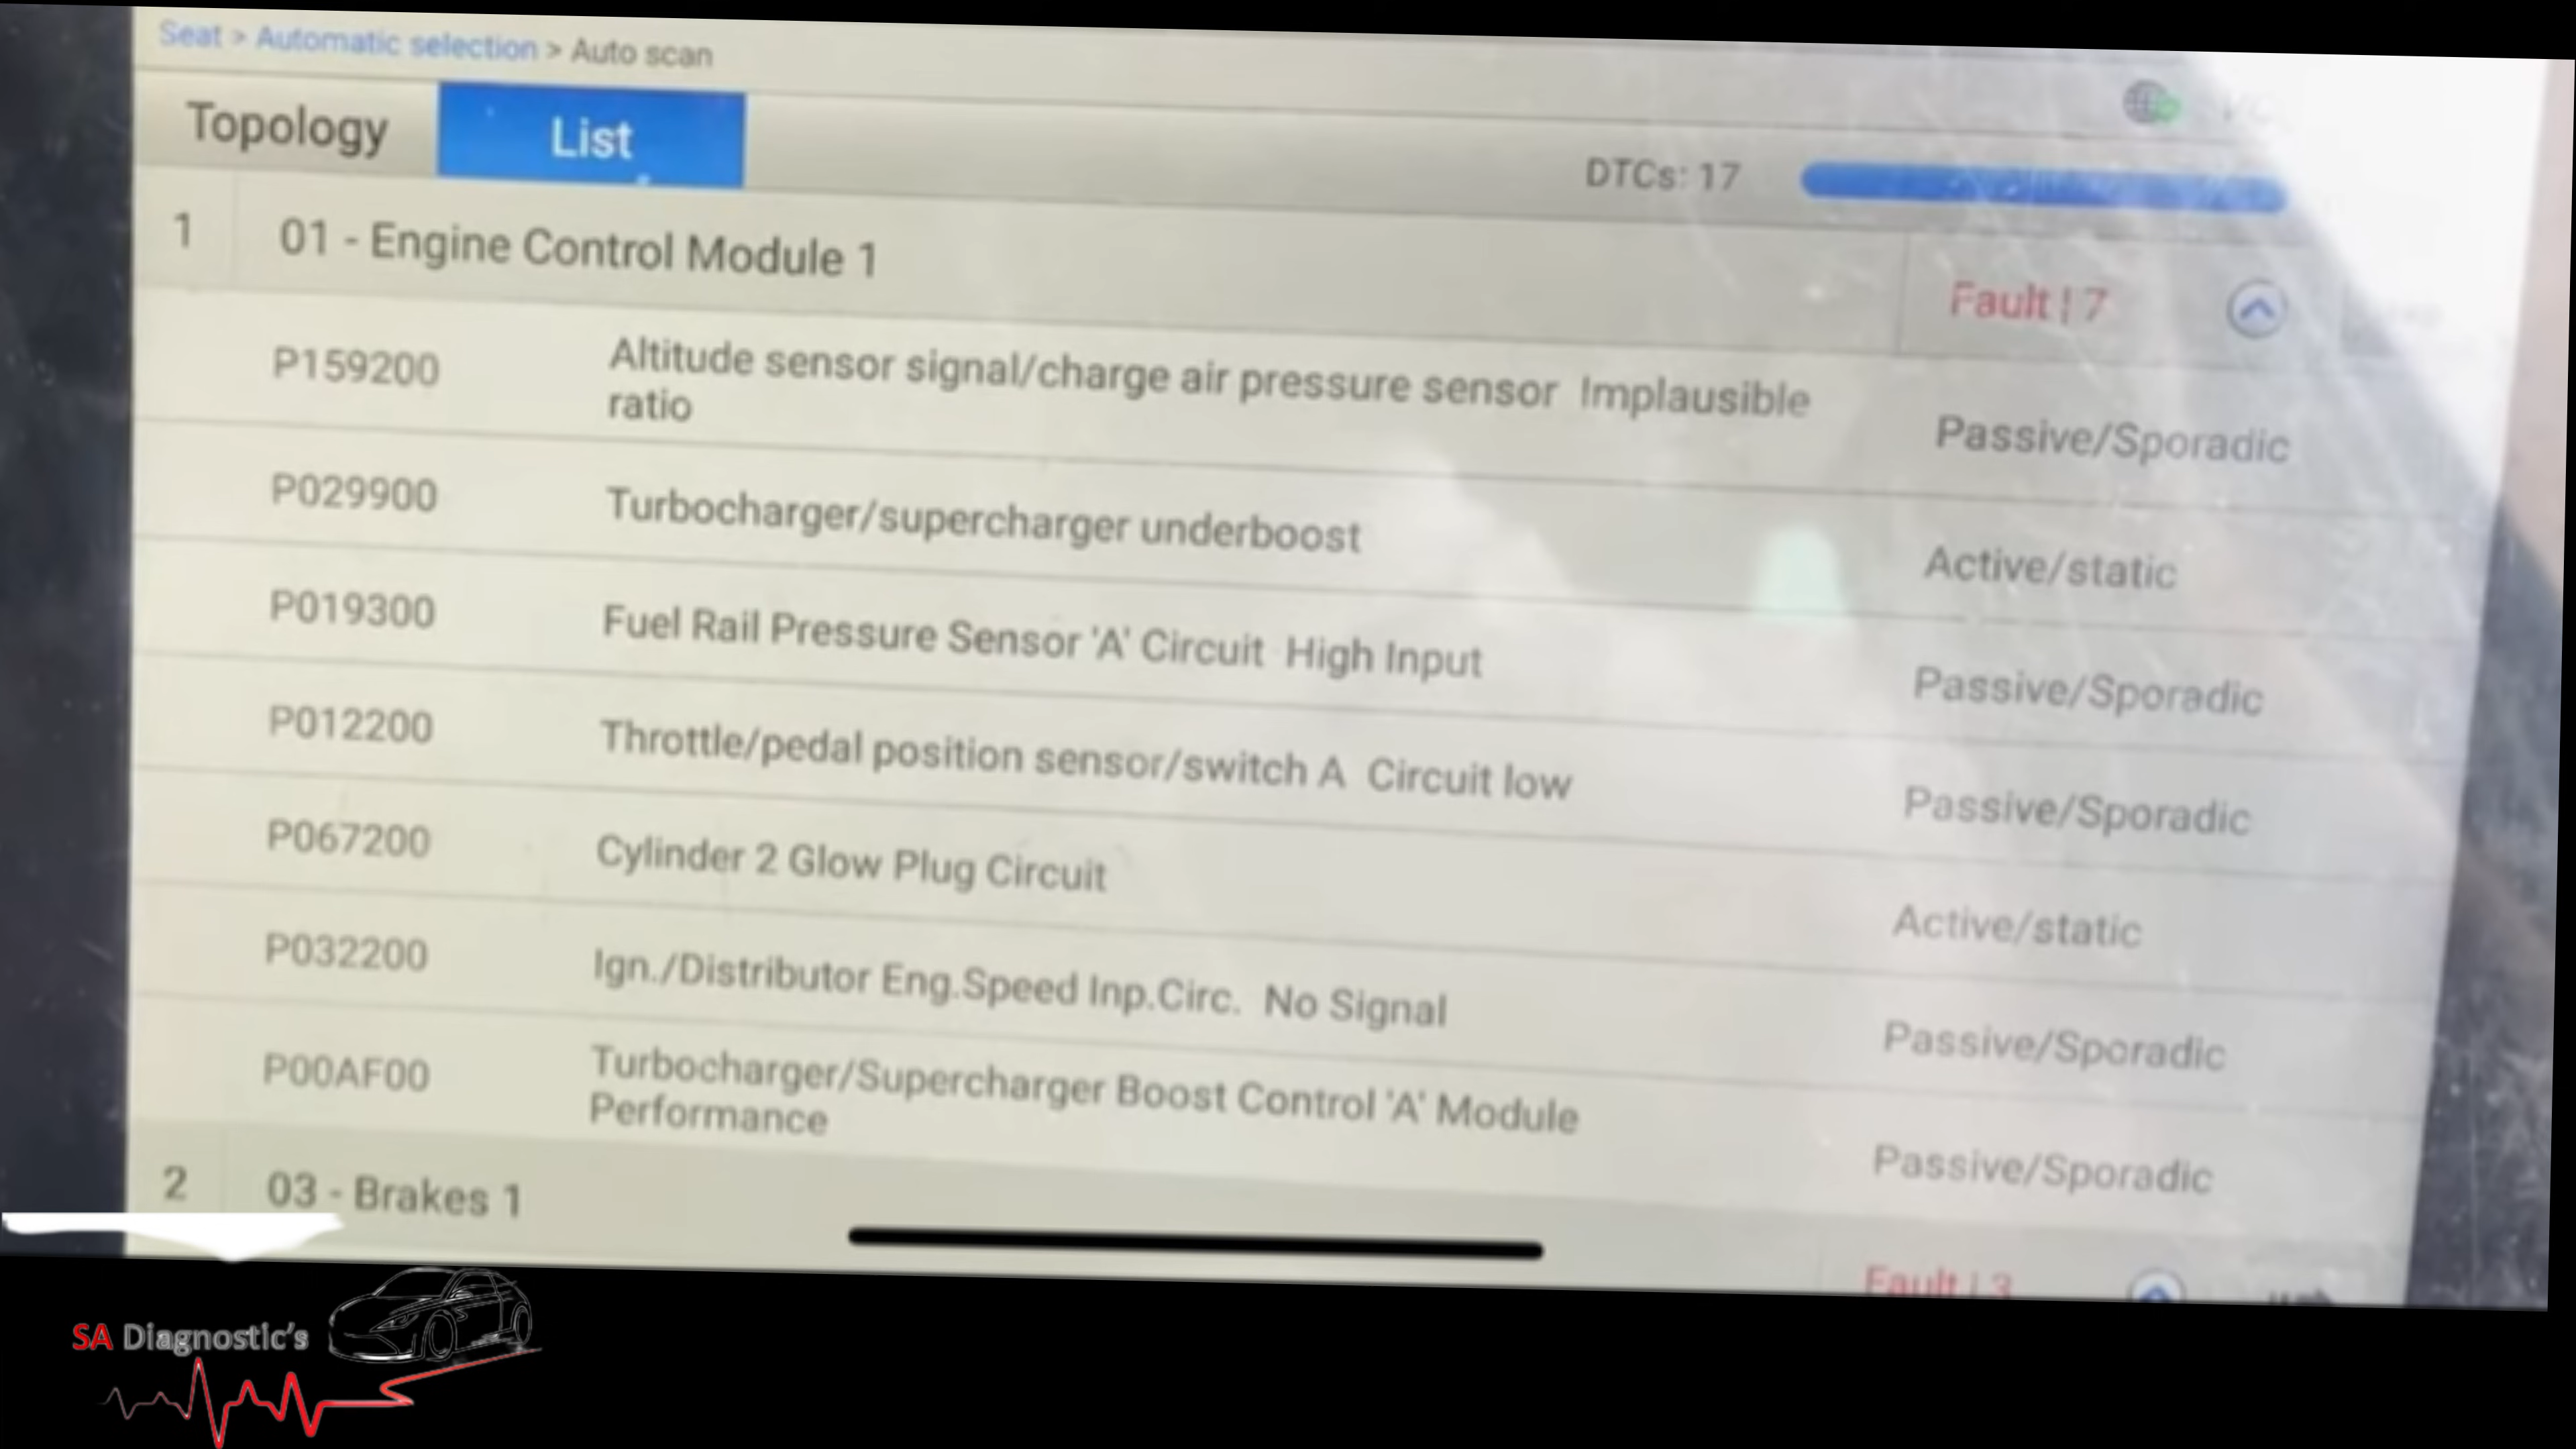 Seat > Automatic selection > Auto scan
Topology
List
DTCs: 17
1
01 - Engine Control Module 1
Fault | 7
P159200
Altitude sensor signal/charge air pressure sensor  Implausible
ratio
Passive/Sporadic
P029900
Turbocharger/supercharger underboost
Active/static
P019300
Fuel Rail Pressure Sensor 'A' Circuit  High Input
Passive/Sporadic
P012200
Throttle/pedal position sensor/switch A  Circuit low
Passive/Sporadic
P067200
Cylinder 2 Glow Plug Circuit
Active/static
P032200
Ign./Distributor Eng.Speed Inp.Circ.  No Signal
Passive/Sporadic
P00AF00
Turbocharger/Supercharger Boost Control 'A' Module
Performance
Passive/Sporadic
2
03 - Brakes 1
Fault | 3
SA Diagnostic's